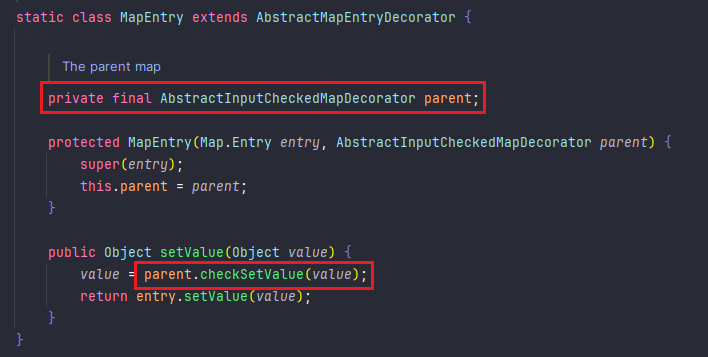 static class MapEntry extends AbstractMapEntryDecorator {
The parent map
private final AbstractInputCheckedMapDecorator parent;
protected MapEntry(Map.Entry entry, AbstractInputCheckedMapDecorator parent) {
super(entry);
this.parent = parent;
}
public Object setValue(Object value) {
value = parent.checkSetValue(value);
return entry.setValue(value);
}
}